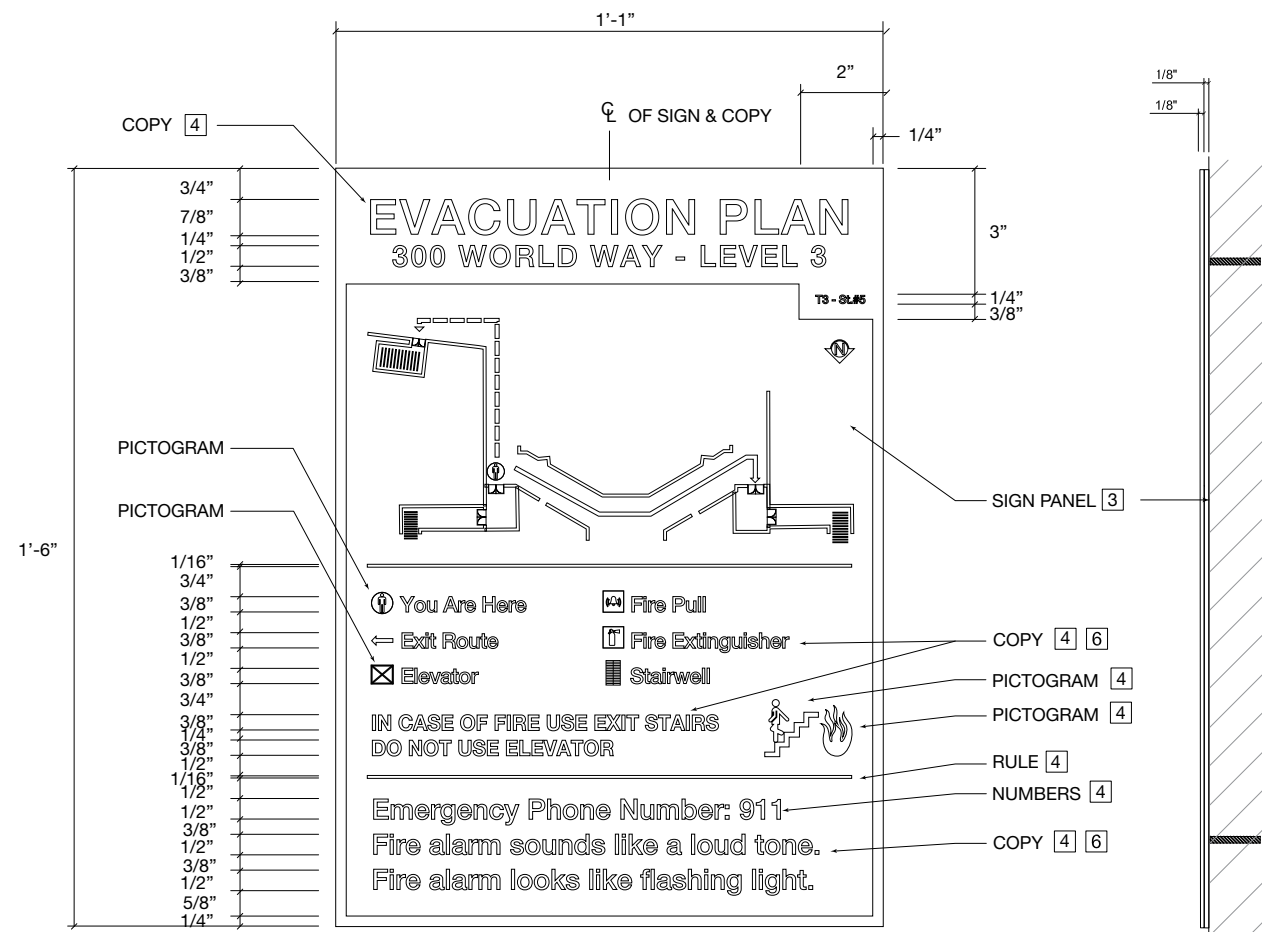 1’-1”
2”
1/8"
1/8"
℄ OF SIGN & COPY
COPY 4
1/4”
3/4”
7/8”
1/4”
1/2”
3/8”
EVACUATION PLAN
300 WORLD WAY - LEVEL 3
3”
T3 - St.#5
1/4”
3/8”
N
PICTOGRAM
PICTOGRAM
SIGN PANEL 3
1’-6”
1/16”
3/4”
3/8”
1/2”
3/8”
1/2”
3/8”
3/4”
3/8”
1/4”
3/8”
1/2”
1/16”
1/2”
1/2”
3/8”
1/2”
3/8”
1/2”
5/8”
1/4”
You Are Here
Fire Pull
Exit Route
Fire Extinguisher
Elevator
Stairwell
COPY 4 6
PICTOGRAM 4
PICTOGRAM 4
IN CASE OF FIRE USE EXIT STAIRS
DO NOT USE ELEVATOR
RULE 4
NUMBERS 4
Emergency Phone Number: 911
Fire alarm sounds like a loud tone.
COPY 4 6
Fire alarm looks like flashing light.